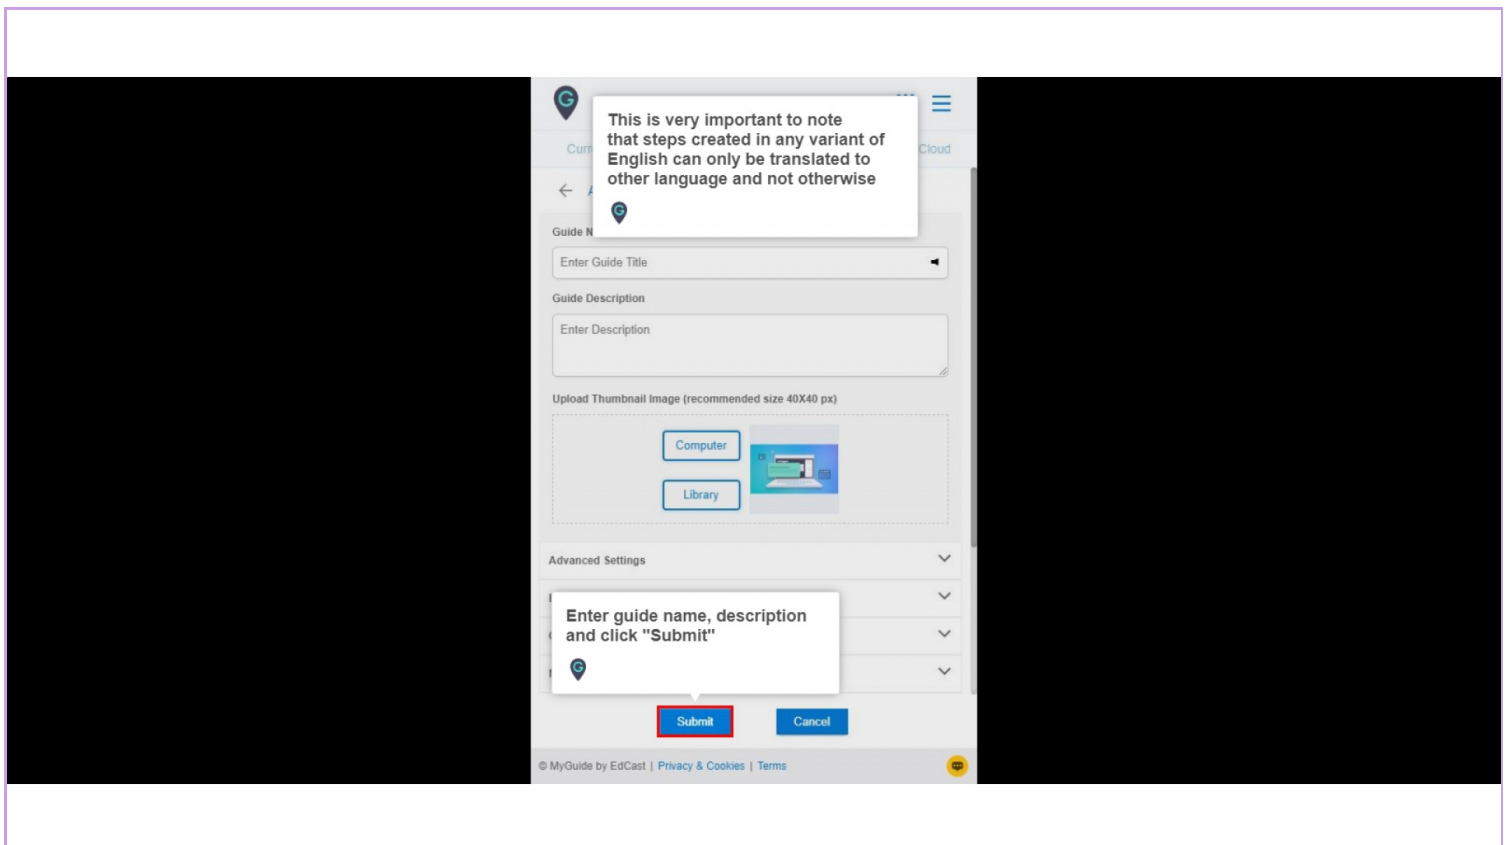 This is very important to note
that steps created in any variant of
English can only be translated to
other language and not otherwise
Cloud
Guide
Enter Guide Title
Guide Description
Enter Description
Upload Thumbnail Image (recommended size 40X40 px)
Computer
Library
Advanced Settings
Enter guide name, description
and click "Submit"
Submit
Cancel
© MyGuide by EdCast | Privacy & Cookies | Terms